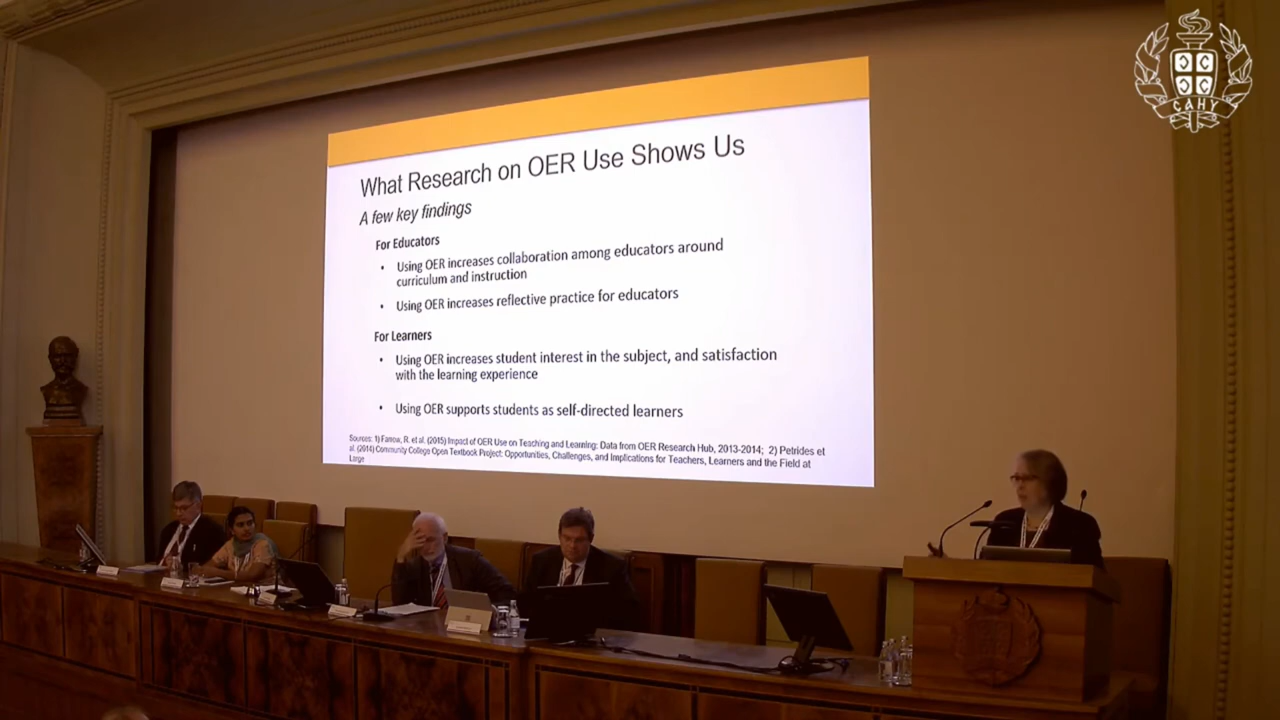 What Research on OER Use Shows Us
A few key findings
For Educators
• Using OER increases collaboration among educators around
curriculum and instruction
• Using OER increases reflective practice for educators
For Learners
• Using OER increases student interest in the subject, and satisfaction
with the learning experience
• Using OER supports students as self-directed learners
Sources: 1) Farrow, R. et al. (2015) Impact of OER Use on Teaching and Learning: Data from OER Research Hub, 2013-2014; 2) Petrides et
al. (2014) Community College Open Textbook Project: Opportunities, Challenges, and Implications for Teachers, Learners and the Field at
Large
САНУ